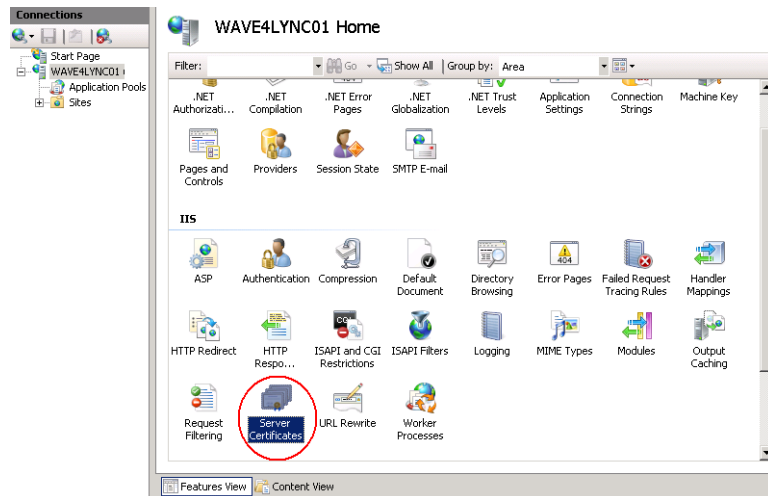 Connections
Start Page
WAVE4LYNC01
Application Pools
Sites
WAVE4LYNC01 Home
Filter:
Go
Show All
Group by: Area
.NET Authorizati...
.NET Compilation
.NET Error Pages
.NET Globalization
.NET Trust Levels
Application Settings
Connection Strings
Machine Key
Pages and Controls
Providers
Session State
SMTP E-mail
IIS
ASP
Authentication
Compression
Default Document
Directory Browsing
404
Error Pages
Failed Request Tracing Rules
Handler Mappings
HTTP Redirect
HTTP Respo...
ISAPI and CGI Restrictions
ISAPI Filters
Logging
MIME Types
Modules
Output Caching
Request Filtering
Server Certificates
URL Rewrite
Worker Processes
Features View
Content View